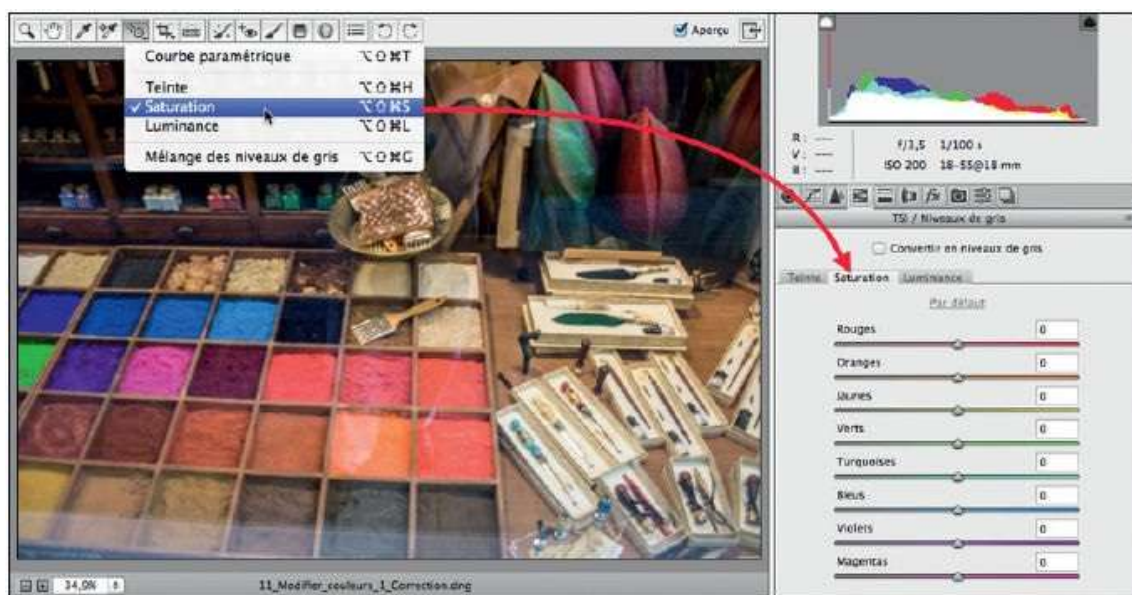 Aperçu
Courbe paramétrique ⌥⇧⌘T
Teinte ⌥⇧⌘H
✓ Saturation ⌥⇧⌘S
Luminance ⌥⇧⌘L
Mélange des niveaux de gris ⌥⇧⌘G
R : ---
V : ---
B : ---
f/3,5 1/100 s
ISO 200 18-55@18 mm
TSI / Niveaux de gris
Convertir en niveaux de gris
Teinte Saturation Luminance
Par défaut
Rouges 0
Oranges 0
Jaunes 0
Verts 0
Turquoises 0
Bleus 0
Violets 0
Magentas 0
34,9% 11_Modifier_couleurs_1_Correction.dng